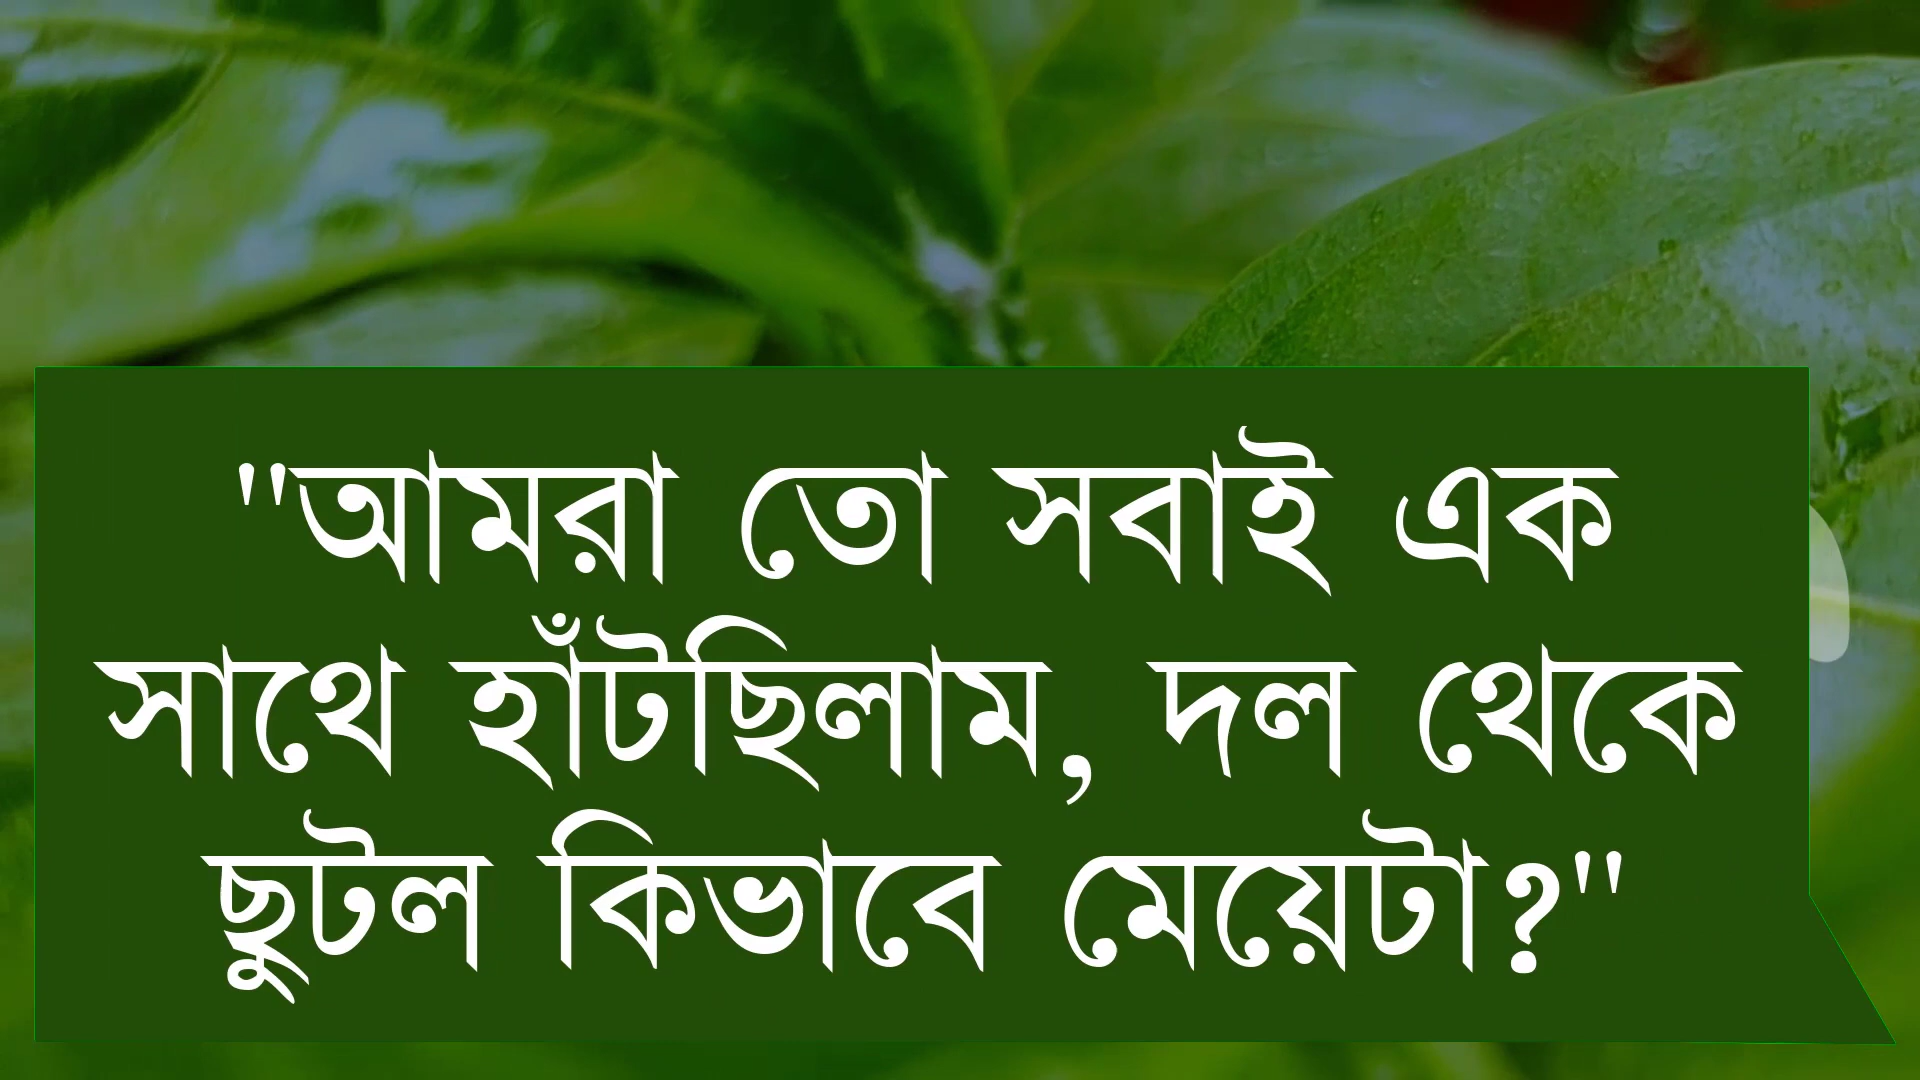 "আমরা তো সবাই এক
সাথে হাঁটছিলাম, দল থেকে
ছুটল কিভাবে মেয়েটা?"